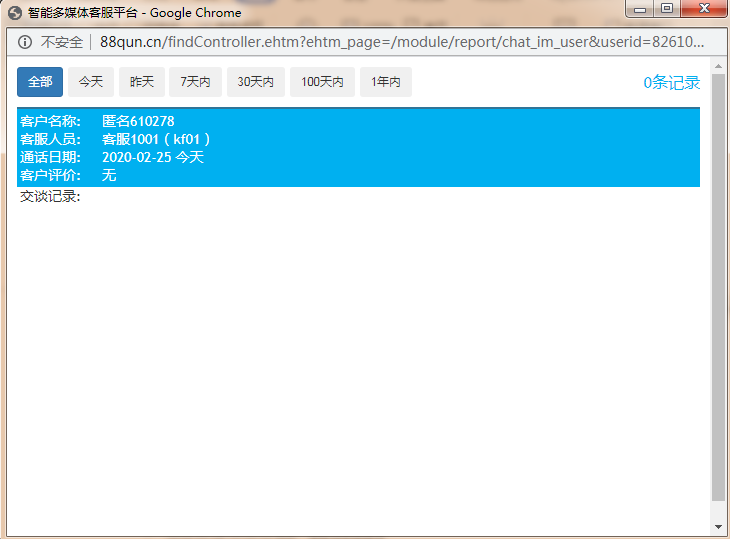 智能多媒体客服平台 - Google Chrome
不安全 88qun.cn/findController.ehtm?ehtm_page=/module/report/chat_im_user&userid=82610...
全部 今天 昨天 7天内 30天内 100天内 1年内 0条记录
客户名称: 匿名610278
客服人员: 客服1001 ( kf01 )
通话日期: 2020-02-25 今天
客户评价: 无
交谈记录: